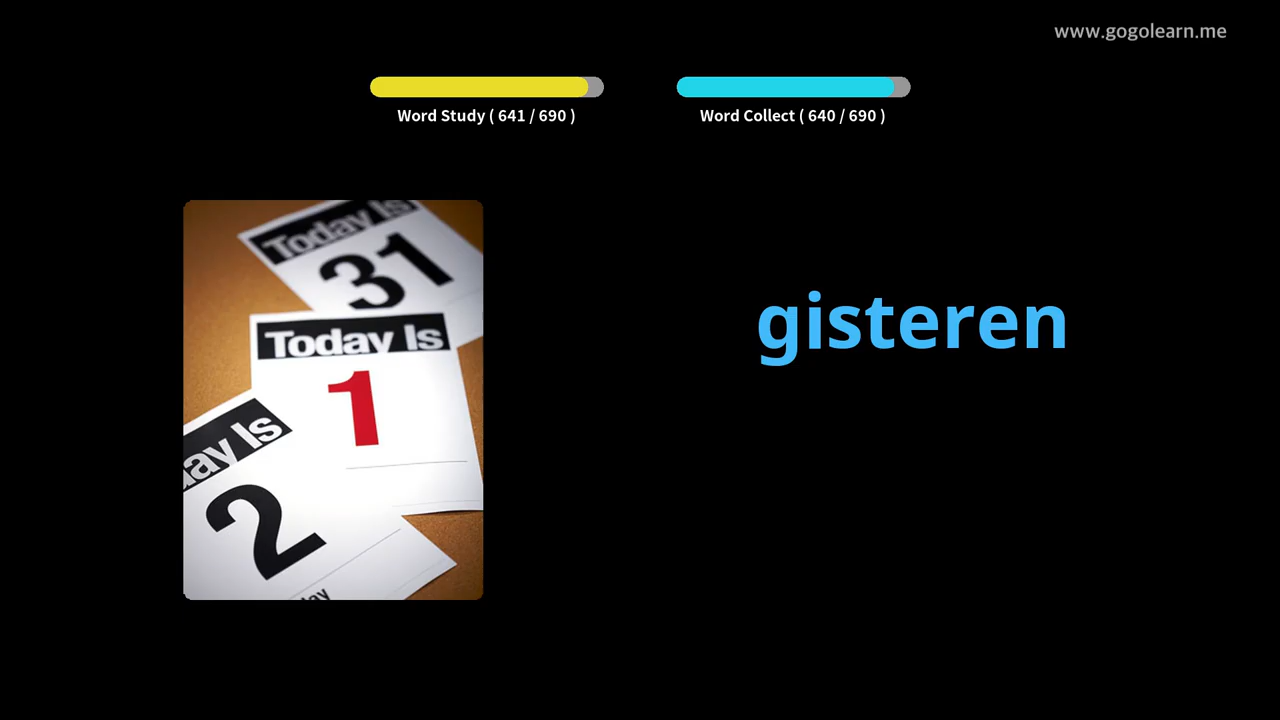 www.gogolearn.me
Word Study ( 641 / 690 )
Word Collect ( 640 / 690 )
Today Is
31
Today Is
1
gisteren
ay Is
2
ay